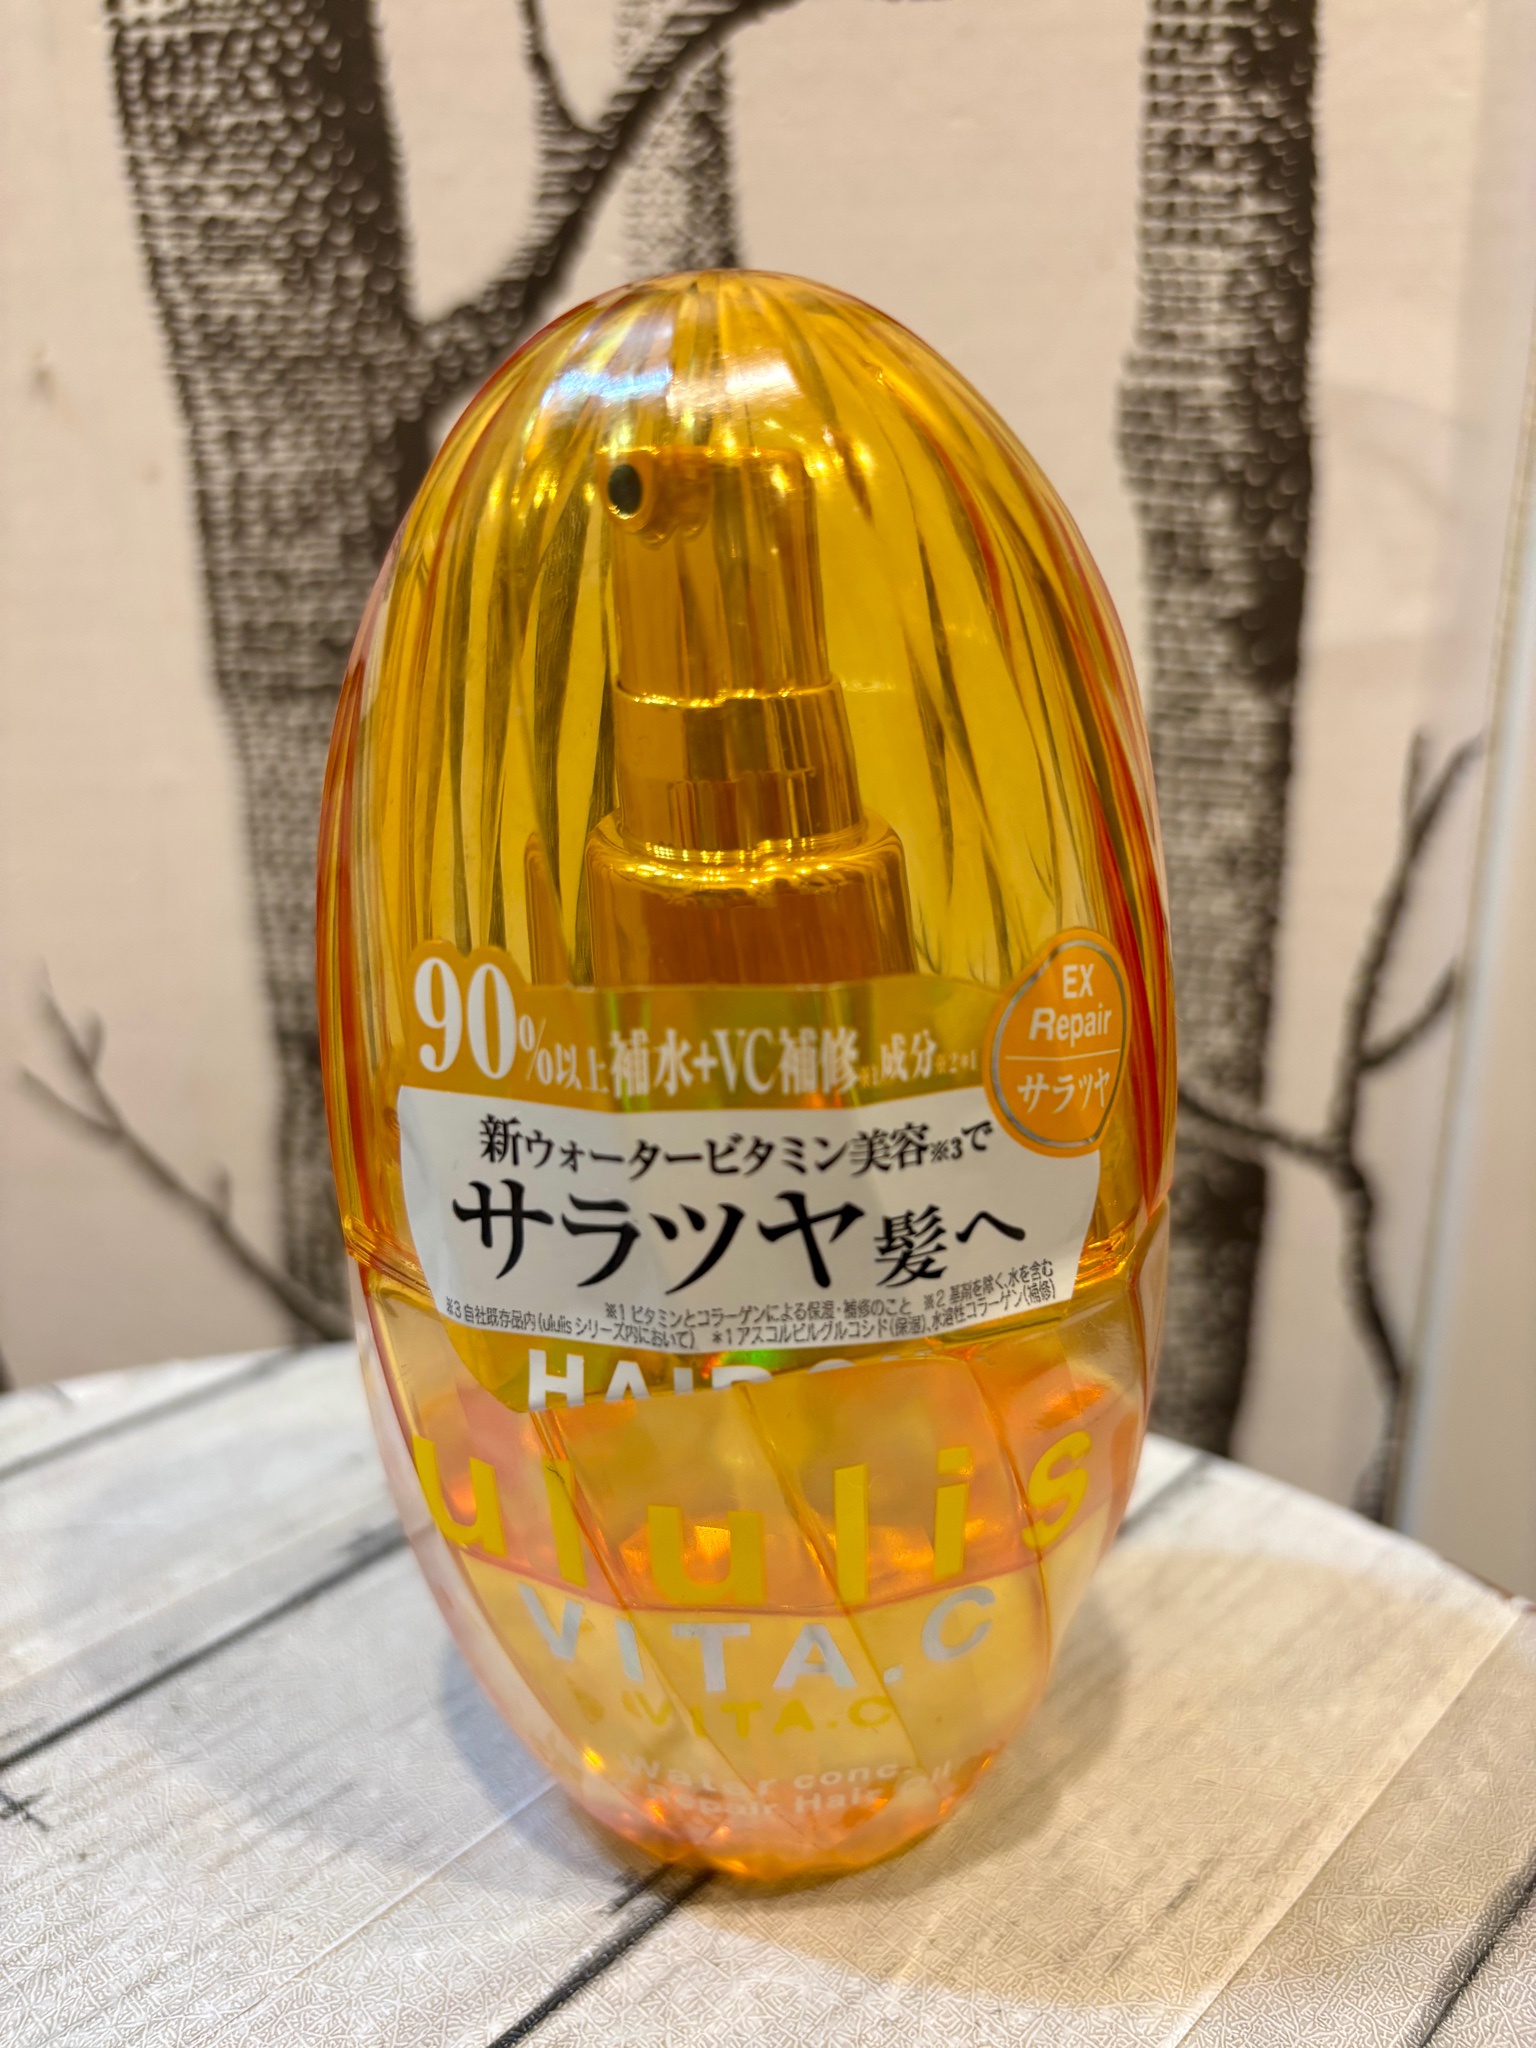 90%以上補水+VC補修※1成分※2*1
EX
Repair
サラツヤ
新ウォータービタミン美容※3で
サラツヤ髪へ
※1 ビタミンとコラーゲンによる保湿・補修のこと ※2 基剤を除く、水を含む
※3 自社既存品内(ululis シリーズ内において) *1 アスコルビルグルコシド(保湿)、水溶性コラーゲン(補修)
ululis
VITA.C
VITA.C
Water conc.
Repair Hair Oil